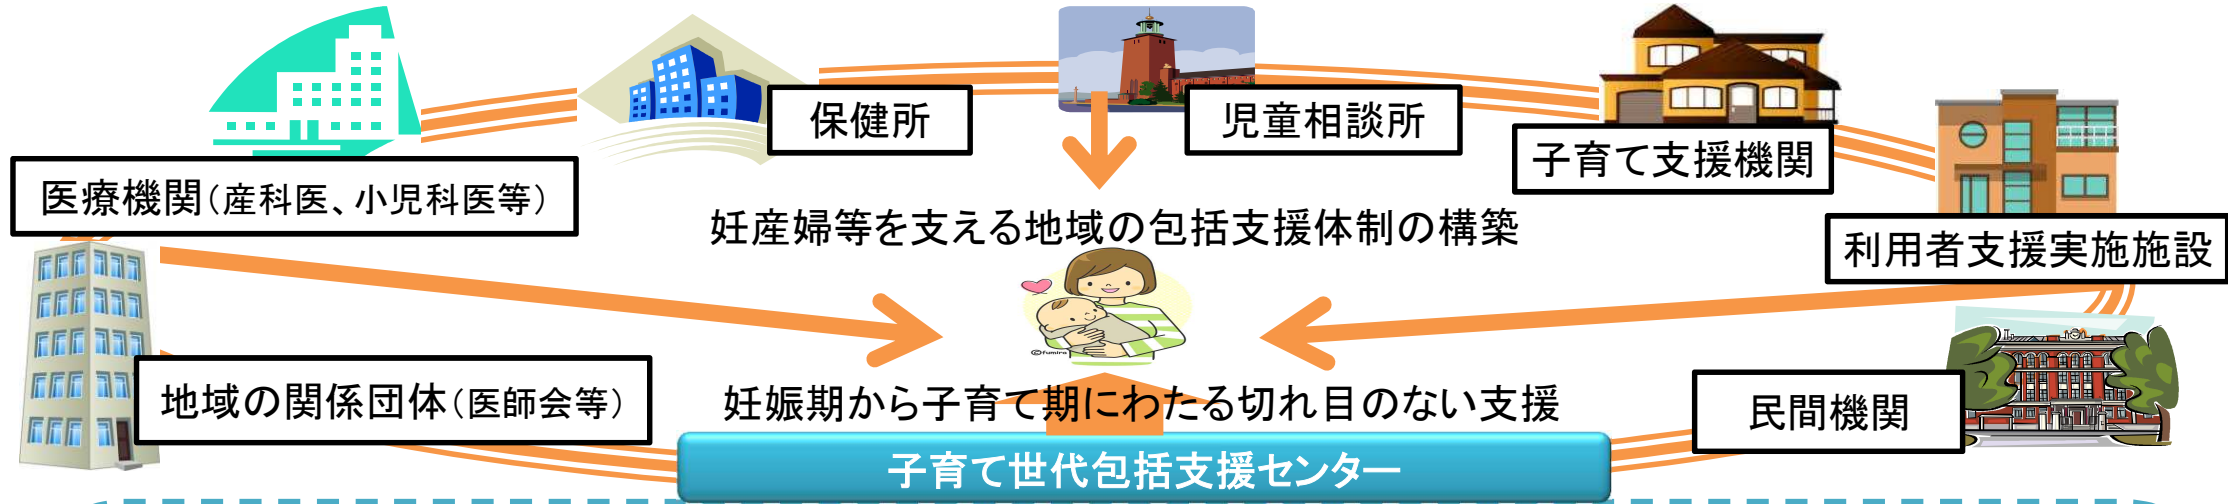 保健所
児童相談所
子育て支援機関
医療機関（産科医、小児科医等）
妊産婦等を支える地域の包括支援体制の構築
利用者支援実施施設
©fumira
地域の関係団体（医師会等）
妊娠期から子育て期にわたる切れ目のない支援
民間機関
子育て世代包括支援センター